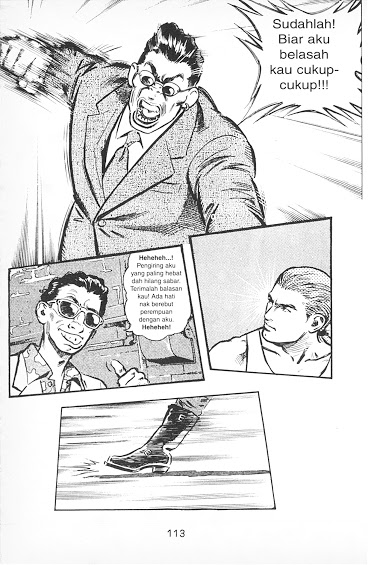 Sudahlah!
Biar aku
belasah
kau cukup-
cukup!!!
Heheheh...!
Pengiring aku
yang paling hebat
dah hilang sabar.
Terimalah balasan
kau! Ada hati
nak berebut
perempuan
dengan aku.
Heheheh!
113